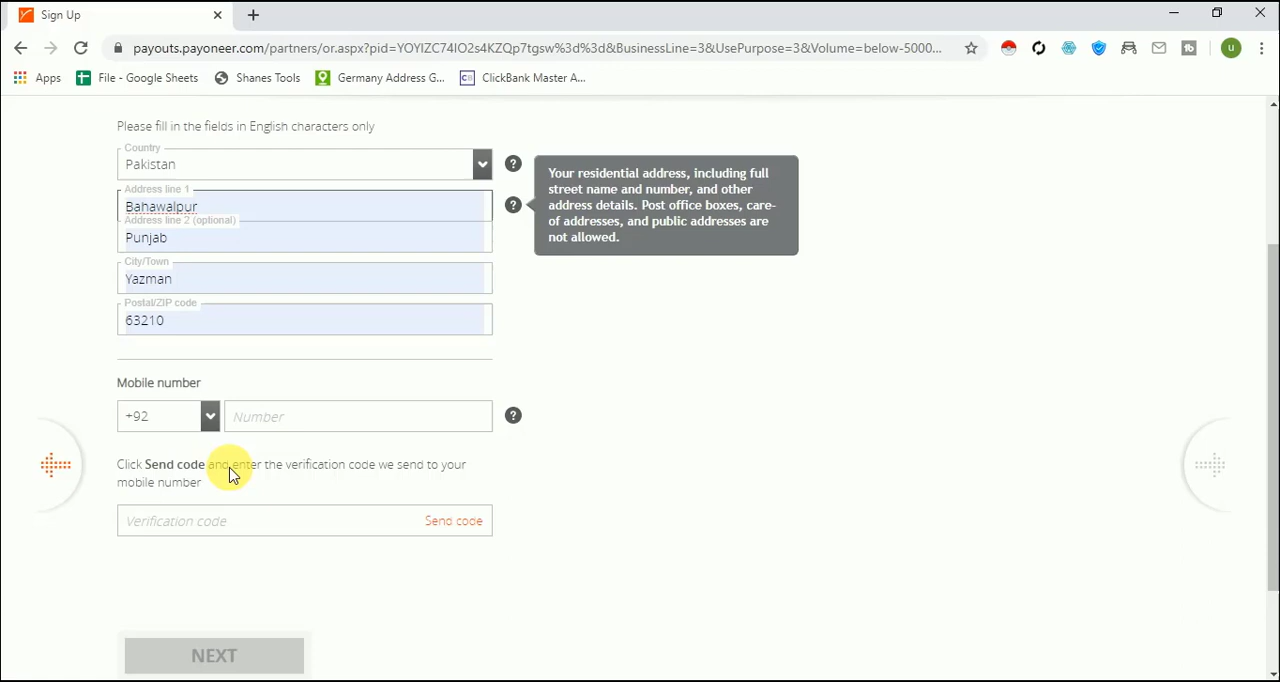 Sign Up
payouts.payoneer.com/partners/or.aspx?pid=YOYIZC74IO2s4KZQp7tgsw%3d%3d&BusinessLine=3&UsePurpose=3&Volume=below-5000...
u
Apps
File - Google Sheets
Shanes Tools
Germany Address G...
CB
ClickBank Master A...
Please fill in the fields in English characters only
Country
Pakistan
?
Address line 1
Bahawalpur
?
Your residential address, including full
street name and number, and other
address details. Post office boxes, care-
of addresses, and public addresses are
not allowed.
Address line 2 (optional)
Punjab
City/Town
Yazman
Postal/ZIP code
63210
Mobile number
+92
Number
?
Click Send code and enter the verification code we send to your
mobile number
Verification code
Send code
NEXT